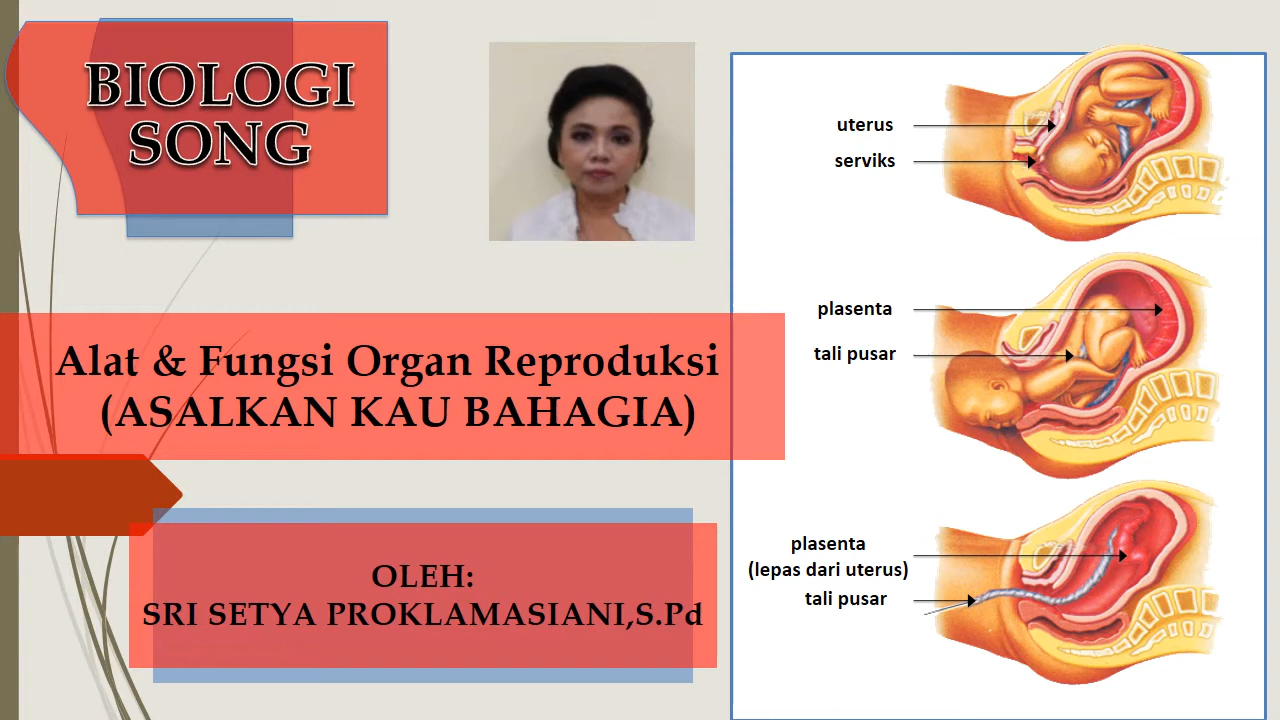 BIOLOGI
SONG
Alat & Fungsi Organ Reproduksi
(ASALKAN KAU BAHAGIA)
OLEH:
SRI SETYA PROKLAMASIANI,S.Pd
uterus
serviks
plasenta
tali pusar
plasenta
(lepas dari uterus)
tali pusar